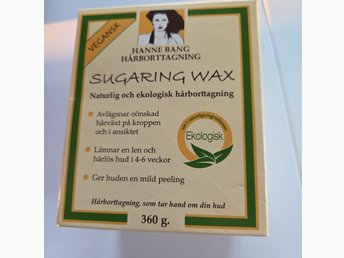 VEGANSK
HANNE BANG
HÅRBORTTAGNING
SUGARING WAX
Naturlig och ekologisk hårborttagning
Avlägsnar oönskad
hårväxt på kroppen
och i ansiktet
Lämnar en len och
hårlös hud i 4-6 veckor
Ger huden en mild peeling
Ekologisk
Hårborttagning, som tar hand om din hud
360 g.